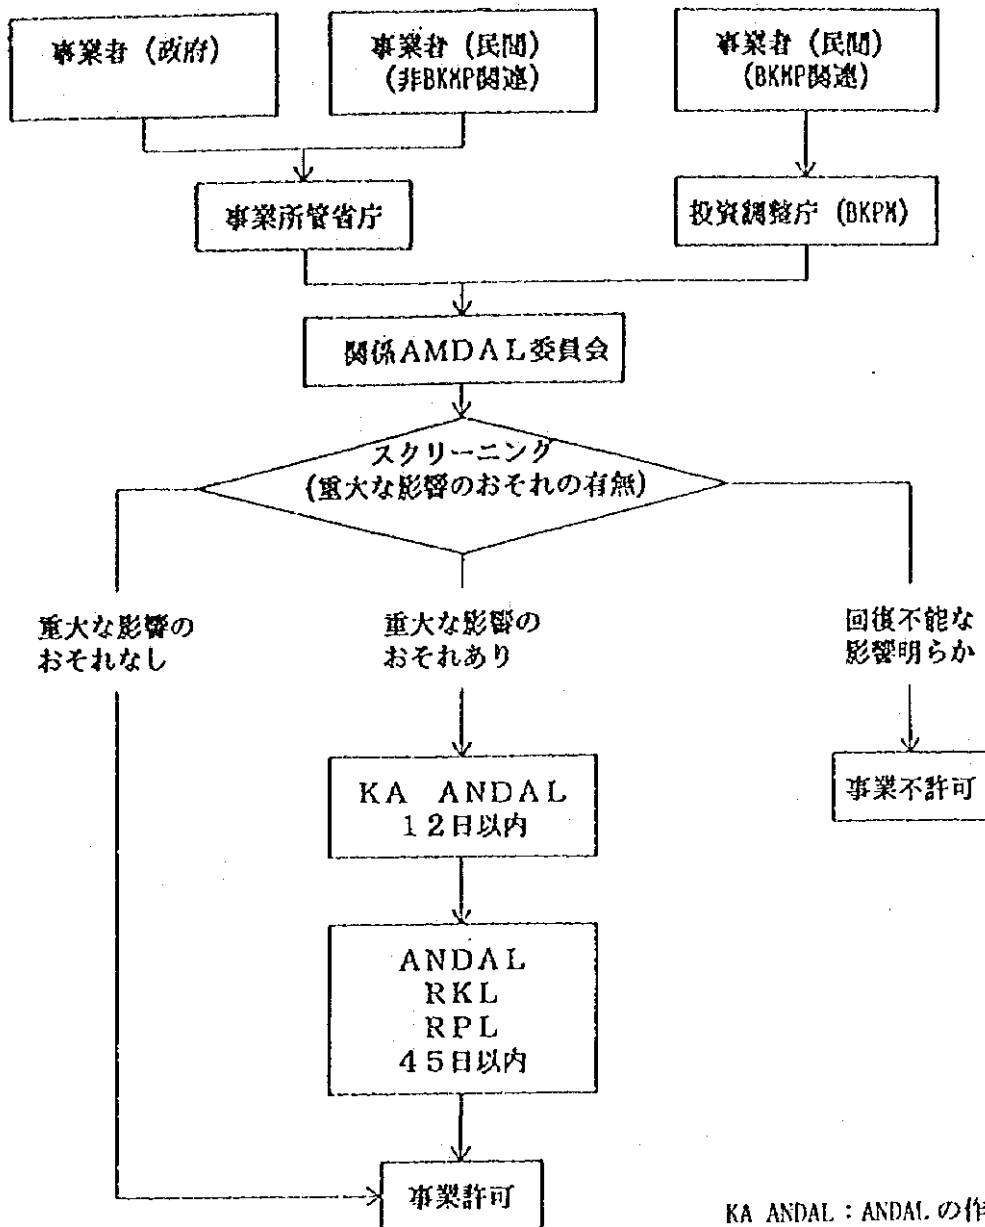 事業者 (政府)
事業者 (民間)
(非BKMP関連)
事業者 (民間)
(BKMP関連)
事業所管省庁
投資調整庁 (BKPM)
関係AMDAL委員会
スクリーニング
(重大な影響のおそれの有無)
重大な影響の
おそれなし
重大な影響の
おそれあり
回復不能な
影響明らか
KA ANDAL
12日以内
事業不許可
ANDAL
RKL
RPL
45日以内
事業許可
KA ANDAL：ANDALの作